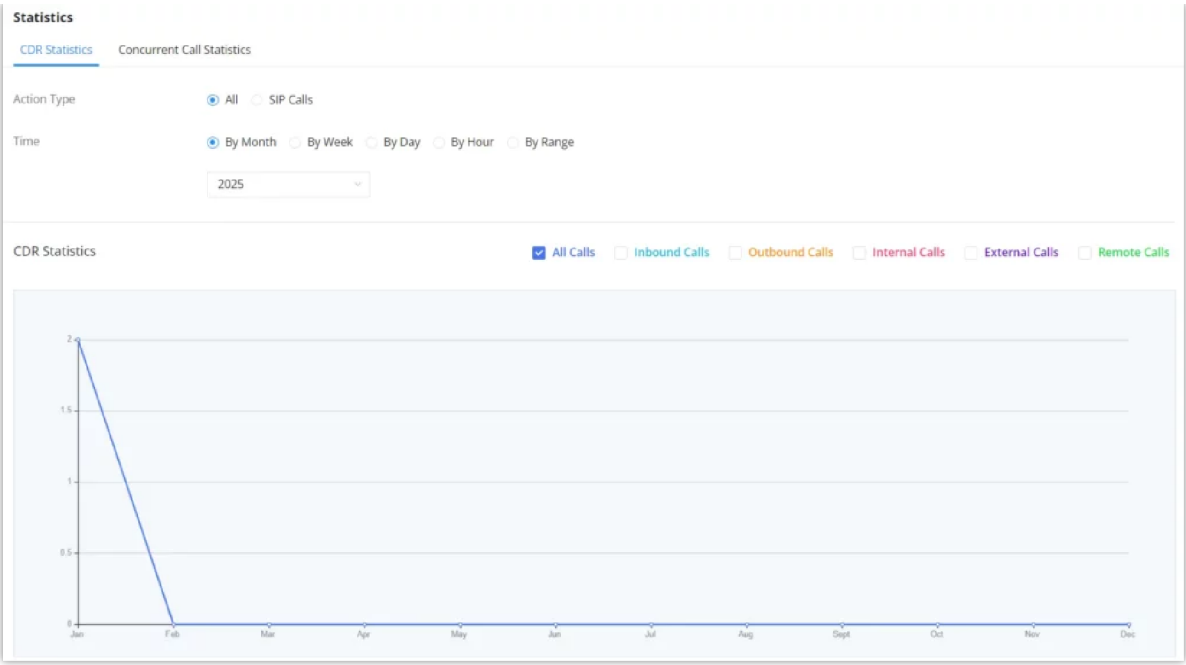 Statistics
CDR Statistics Concurrent Call Statistics
Action Type All SIP Calls
Time By Month By Week By Day By Hour By Range
2025
CDR Statistics All Calls Inbound Calls Outbound Calls Internal Calls External Calls Remote Calls
2
1.5
1
0.5
0
Jan Feb Mar Apr May Jun Jul Aug Sept Oct Nov Dec